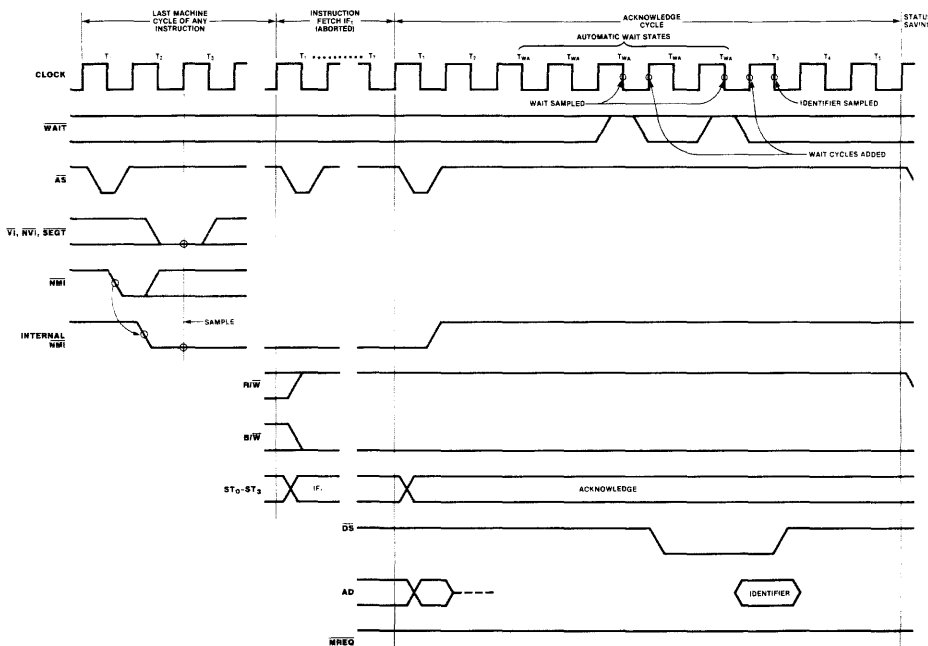 LAST MACHINE
CYCLE OF ANY
INSTRUCTION
INSTRUCTION
FETCH IF₁
(ABORTED)
ACKNOWLEDGE
CYCLE
STATUS
SAVING
AUTOMATIC WAIT STATES
CLOCK
T T₂ T₃ T₁ T₁ T₁ T₂ TWA TWA TWA TWA TWA T₃ T₄ T₅
WAIT SAMPLED
IDENTIFIER SAMPLED
WAIT
WAIT CYCLES ADDED
AS
VI, NVI, SEGT
NMI
SAMPLE
INTERNAL
NMI
R/W
B/W
ST₀-ST₃
IF₁
ACKNOWLEDGE
DS
AD
IDENTIFIER
MREQ